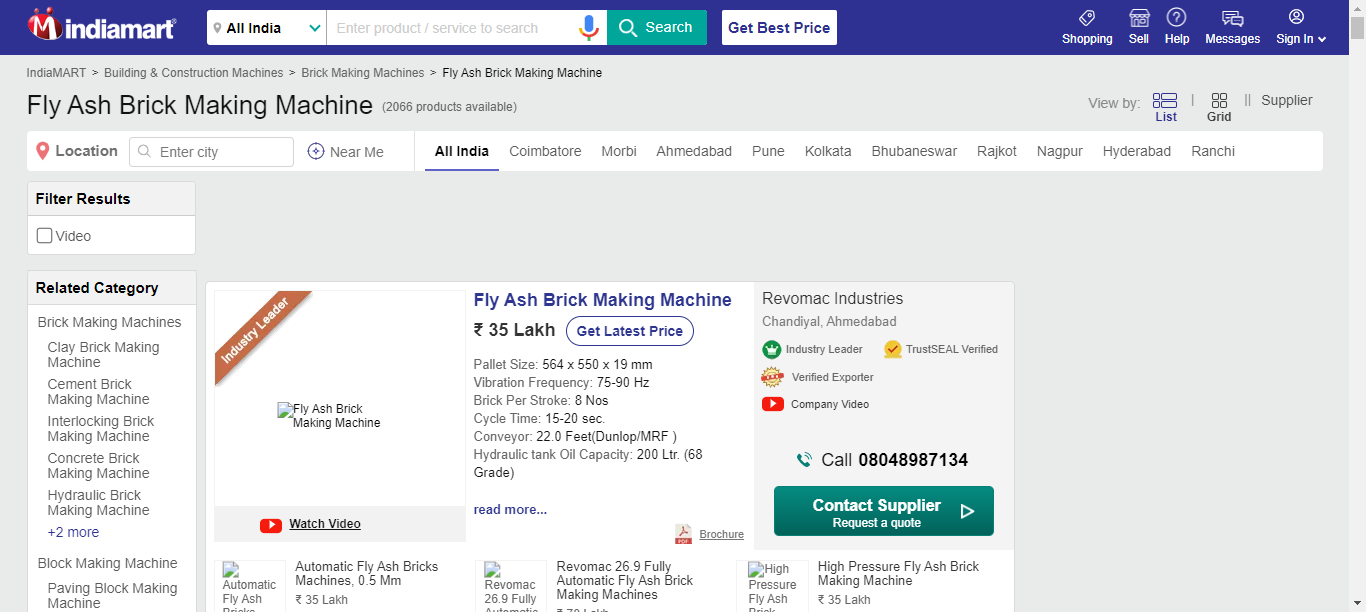 indiamart
All India
Enter product / service to search
Search
Get Best Price
Shopping
Sell
Help
Messages
Sign In
IndiaMART > Building & Construction Machines > Brick Making Machines > Fly Ash Brick Making Machine
Fly Ash Brick Making Machine (2066 products available)
View by:
List
Grid
Supplier
Location
Enter city
Near Me
All India
Coimbatore
Morbi
Ahmedabad
Pune
Kolkata
Bhubaneswar
Rajkot
Nagpur
Hyderabad
Ranchi
Filter Results
Video
Related Category
Brick Making Machines
Clay Brick Making
Machine
Cement Brick
Making Machine
Interlocking Brick
Making Machine
Concrete Brick
Making Machine
Hydraulic Brick
Making Machine
+2 more
Block Making Machine
Paving Block Making
Machine
Industry Leader
Fly Ash Brick
Making Machine
Watch Video
Fly Ash Brick Making Machine
₹ 35 Lakh
Get Latest Price
Pallet Size: 564 x 550 x 19 mm
Vibration Frequency: 75-90 Hz
Brick Per Stroke: 8 Nos
Cycle Time: 15-20 sec.
Conveyor: 22.0 Feet(Dunlop/MRF )
Hydraulic tank Oil Capacity: 200 Ltr. (68
Grade)
read more...
PDF
Brochure
Revomac Industries
Chandiyal, Ahmedabad
Industry Leader
TrustSEAL Verified
Verified Exporter
Company Video
Call 08048987134
Contact Supplier
Request a quote
Automatic
Fly Ash
Bricks
Automatic Fly Ash Bricks
Machines, 0.5 Mm
₹ 35 Lakh
Revomac
26.9 Fully
Automatic
Revomac 26.9 Fully
Automatic Fly Ash Brick
Making Machines
₹ 70 Lakh
High
Pressure
Fly Ash
Brick
High Pressure Fly Ash Brick
Making Machine
₹ 35 Lakh